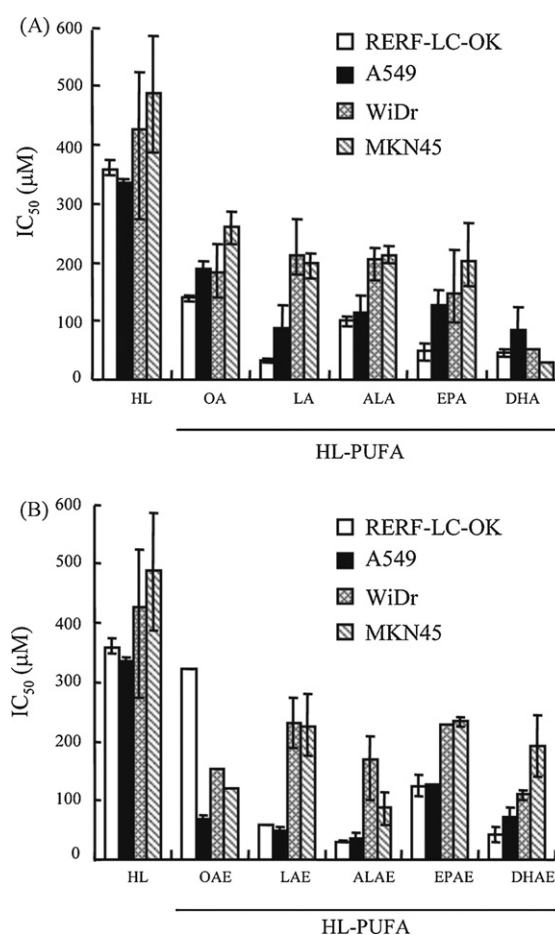 (A)
600
500
400
300
200
100
0
IC50 (μM)
RERF-LC-OK
A549
WiDr
MKN45
HL OA LA ALA EPA DHA
HL-PUFA
(B)
600
500
400
300
200
100
0
IC50 (μM)
RERF-LC-OK
A549
WiDr
MKN45
HL OAE LAE ALAE EPAE DHAE
HL-PUFA